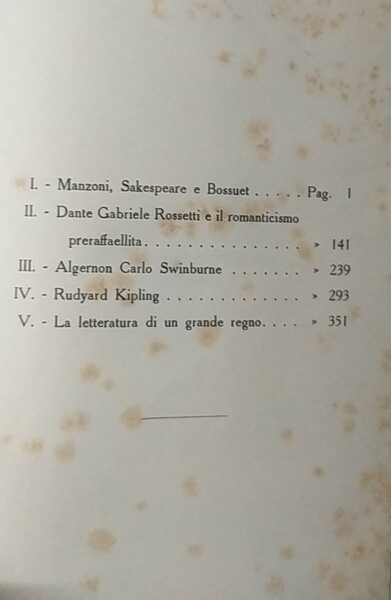 I. - Manzoni, Sakespeare e Bossuet . . . . . Pag. 1
II. - Dante Gabriele Rossetti e il romanticismo
preraffaellita. . . . . . . . . . . . . . . . » 141
III. - Algernon Carlo Swinburne . . . . . . . » 239
IV. - Rudyard Kipling . . . . . . . . . . . . . » 293
V. - La letteratura di un grande regno. . . . » 351